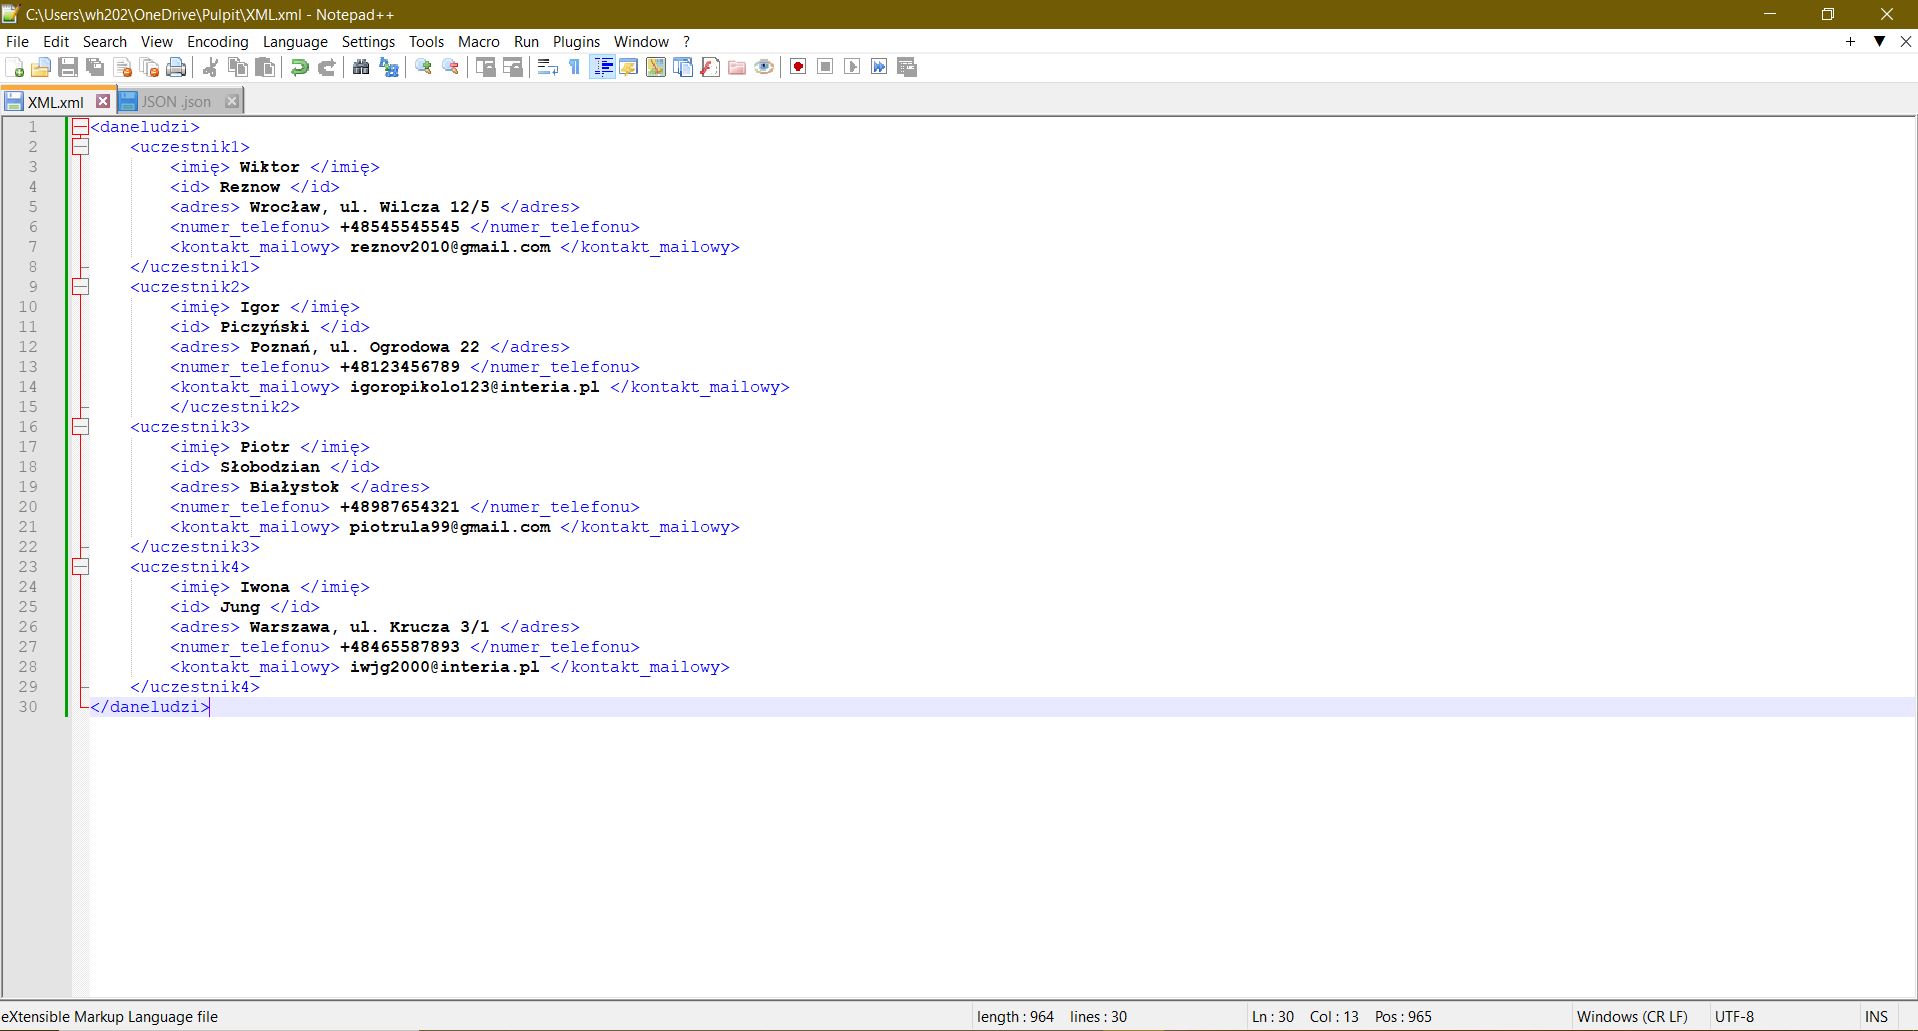 C:\Users\wh202\OneDrive\Pulpit\XML.xml - Notepad++
File Edit Search View Encoding Language Settings Tools Macro Run Plugins Window ?
XML.xml JSON .json
1 <daneludzi>
2 <uczestnik1>
3 <imię> Wiktor </imię>
4 <id> Reznow </id>
5 <adres> Wrocław, ul. Wilcza 12/5 </adres>
6 <numer_telefonu> +48545545545 </numer_telefonu>
7 <kontakt_mailowy> reznov2010@gmail.com </kontakt_mailowy>
8 </uczestnik1>
9 <uczestnik2>
10 <imię> Igor </imię>
11 <id> Piczyński </id>
12 <adres> Poznań, ul. Ogrodowa 22 </adres>
13 <numer_telefonu> +48123456789 </numer_telefonu>
14 <kontakt_mailowy> igoropikolo123@interia.pl </kontakt_mailowy>
15 </uczestnik2>
16 <uczestnik3>
17 <imię> Piotr </imię>
18 <id> Słobodzian </id>
19 <adres> Białystok </adres>
20 <numer_telefonu> +48987654321 </numer_telefonu>
21 <kontakt_mailowy> piotrula99@gmail.com </kontakt_mailowy>
22 </uczestnik3>
23 <uczestnik4>
24 <imię> Iwona </imię>
25 <id> Jung </id>
26 <adres> Warszawa, ul. Krucza 3/1 </adres>
27 <numer_telefonu> +48465587893 </numer_telefonu>
28 <kontakt_mailowy> iwjg2000@interia.pl </kontakt_mailowy>
29 </uczestnik4>
30 </daneludzi>
eXtensible Markup Language file length : 964 lines : 30 Ln : 30 Col : 13 Pos : 965 Windows (CR LF) UTF-8 INS